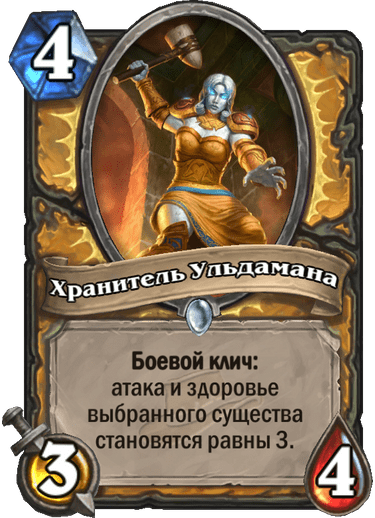 4
Хранитель Ульдамана
Боевой клич:
атака и здоровье
выбранного существа
становятся равны 3.
3
4